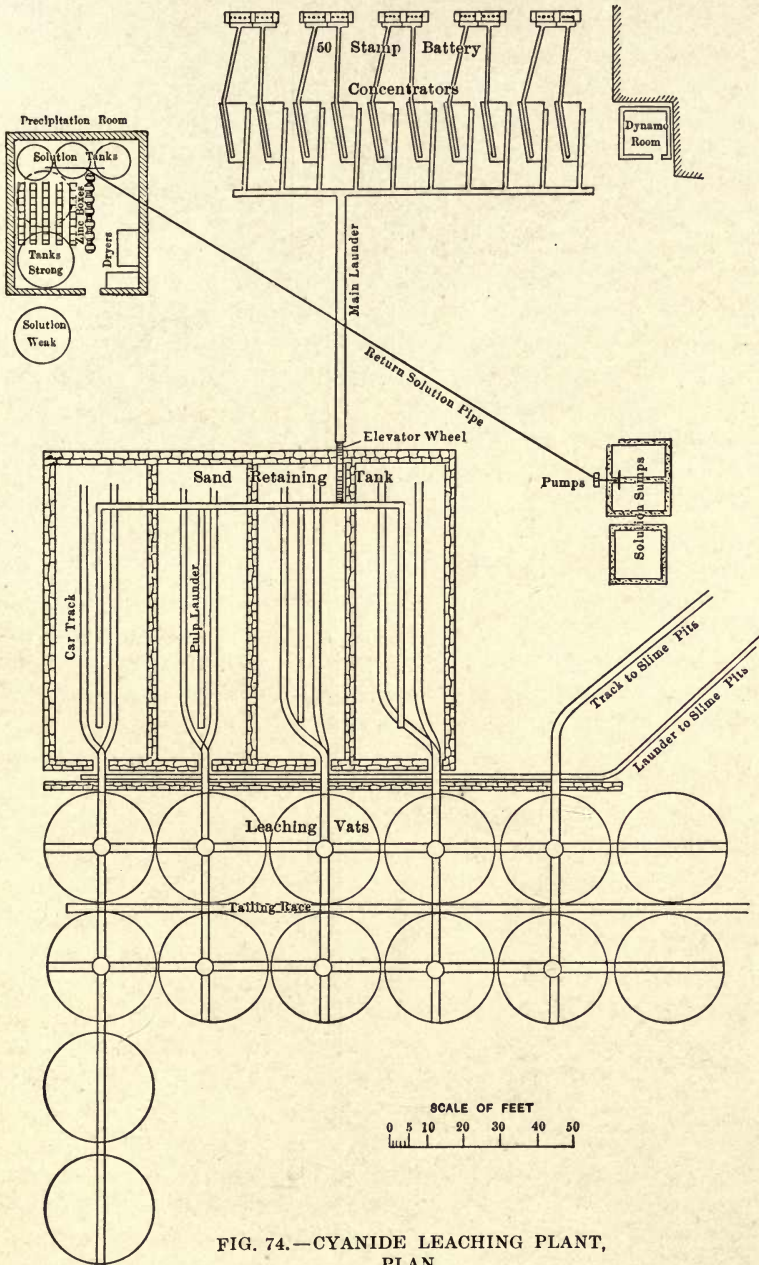 50 Stamp Battery
Concentrators
Dynamo
Room
Precipitation Room
Solution Tanks
Zinc Boxes
Dryers
Tanks
Strong
Solution
Weak
Main Launder
Return Solution Pipe
Elevator Wheel
Sand Retaining Tank
Pumps
Solution Sumps
Car Track
Pulp Launder
Track to Slime Pits
Launder to Slime Pits
Leaching Vats
Tailing Race
SCALE OF FEET
0 5 10 20 30 40 50
FIG. 74.—CYANIDE LEACHING PLANT,
PLAN